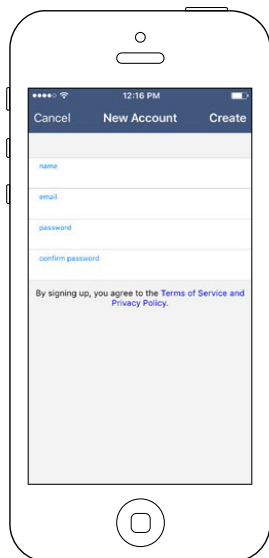 12:16 PM
Cancel New Account Create
name
email
password
confirm password
By signing up, you agree to the Terms of Service and
Privacy Policy.